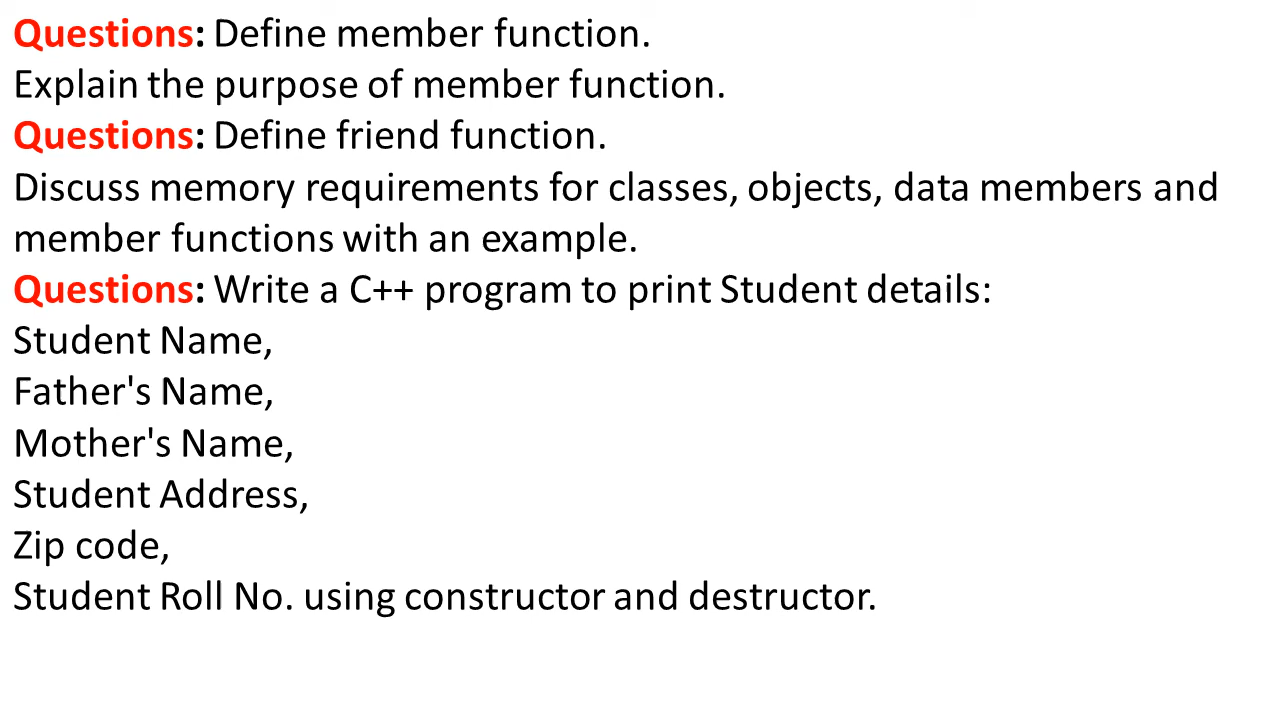 Questions: Define member function.
Explain the purpose of member function.
Questions: Define friend function.
Discuss memory requirements for classes, objects, data members and
member functions with an example.
Questions: Write a C++ program to print Student details:
Student Name,
Father's Name,
Mother's Name,
Student Address,
Zip code,
Student Roll No. using constructor and destructor.